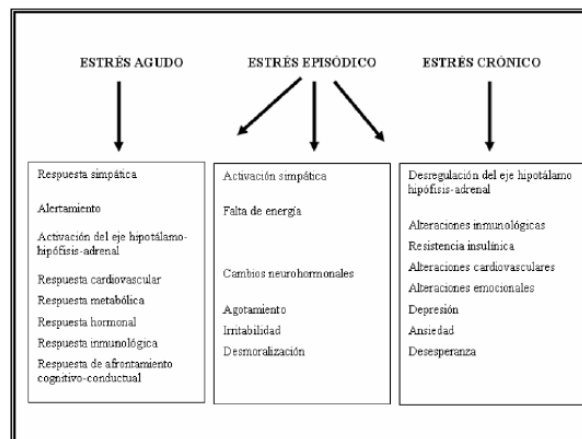 ESTRÉS AGUDO
ESTRÉS EPISÓDICO
ESTRÉS CRÓNICO
Respuesta simpática
Alertamiento
Activación del eje hipotálamo-
hipófisis-adrenal
Respuesta cardiovascular
Respuesta metabólica
Respuesta hormonal
Respuesta inmunológica
Respuesta de afrontamiento
cognitivo-conductual
Activación simpática
Falta de energía
Cambios neurohormonales
Agotamiento
Irritabilidad
Desmoralización
Desregulación del eje hipotálamo
hipófisis-adrenal
Alteraciones inmunológicas
Resistencia insulínica
Alteraciones cardiovasculares
Alteraciones emocionales
Depresión
Ansiedad
Desesperanza